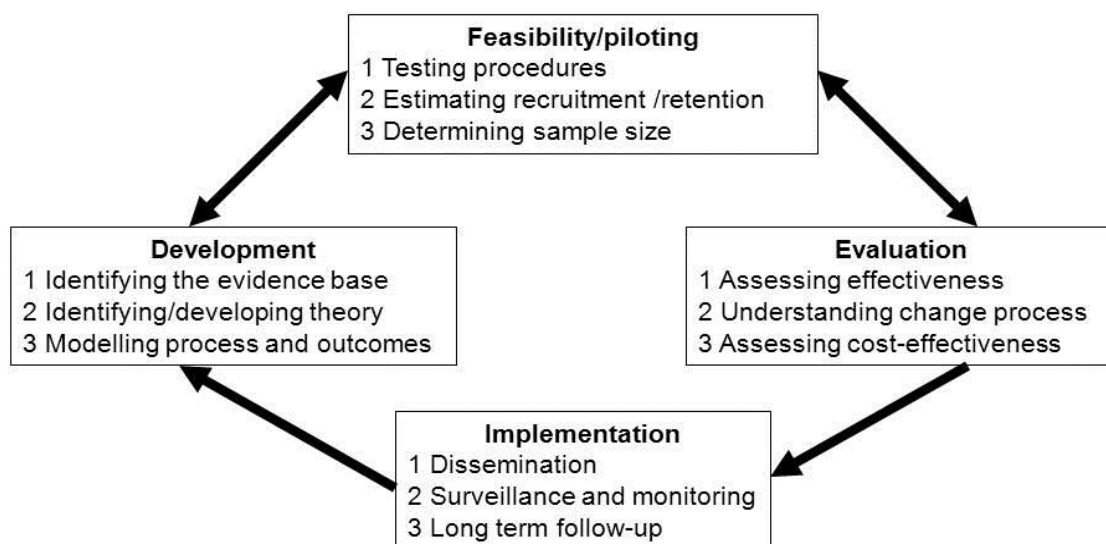 Feasibility/piloting
1 Testing procedures
2 Estimating recruitment /retention
3 Determining sample size
Development
1 Identifying the evidence base
2 Identifying/developing theory
3 Modelling process and outcomes
Evaluation
1 Assessing effectiveness
2 Understanding change process
3 Assessing cost-effectiveness
Implementation
1 Dissemination
2 Surveillance and monitoring
3 Long term follow-up